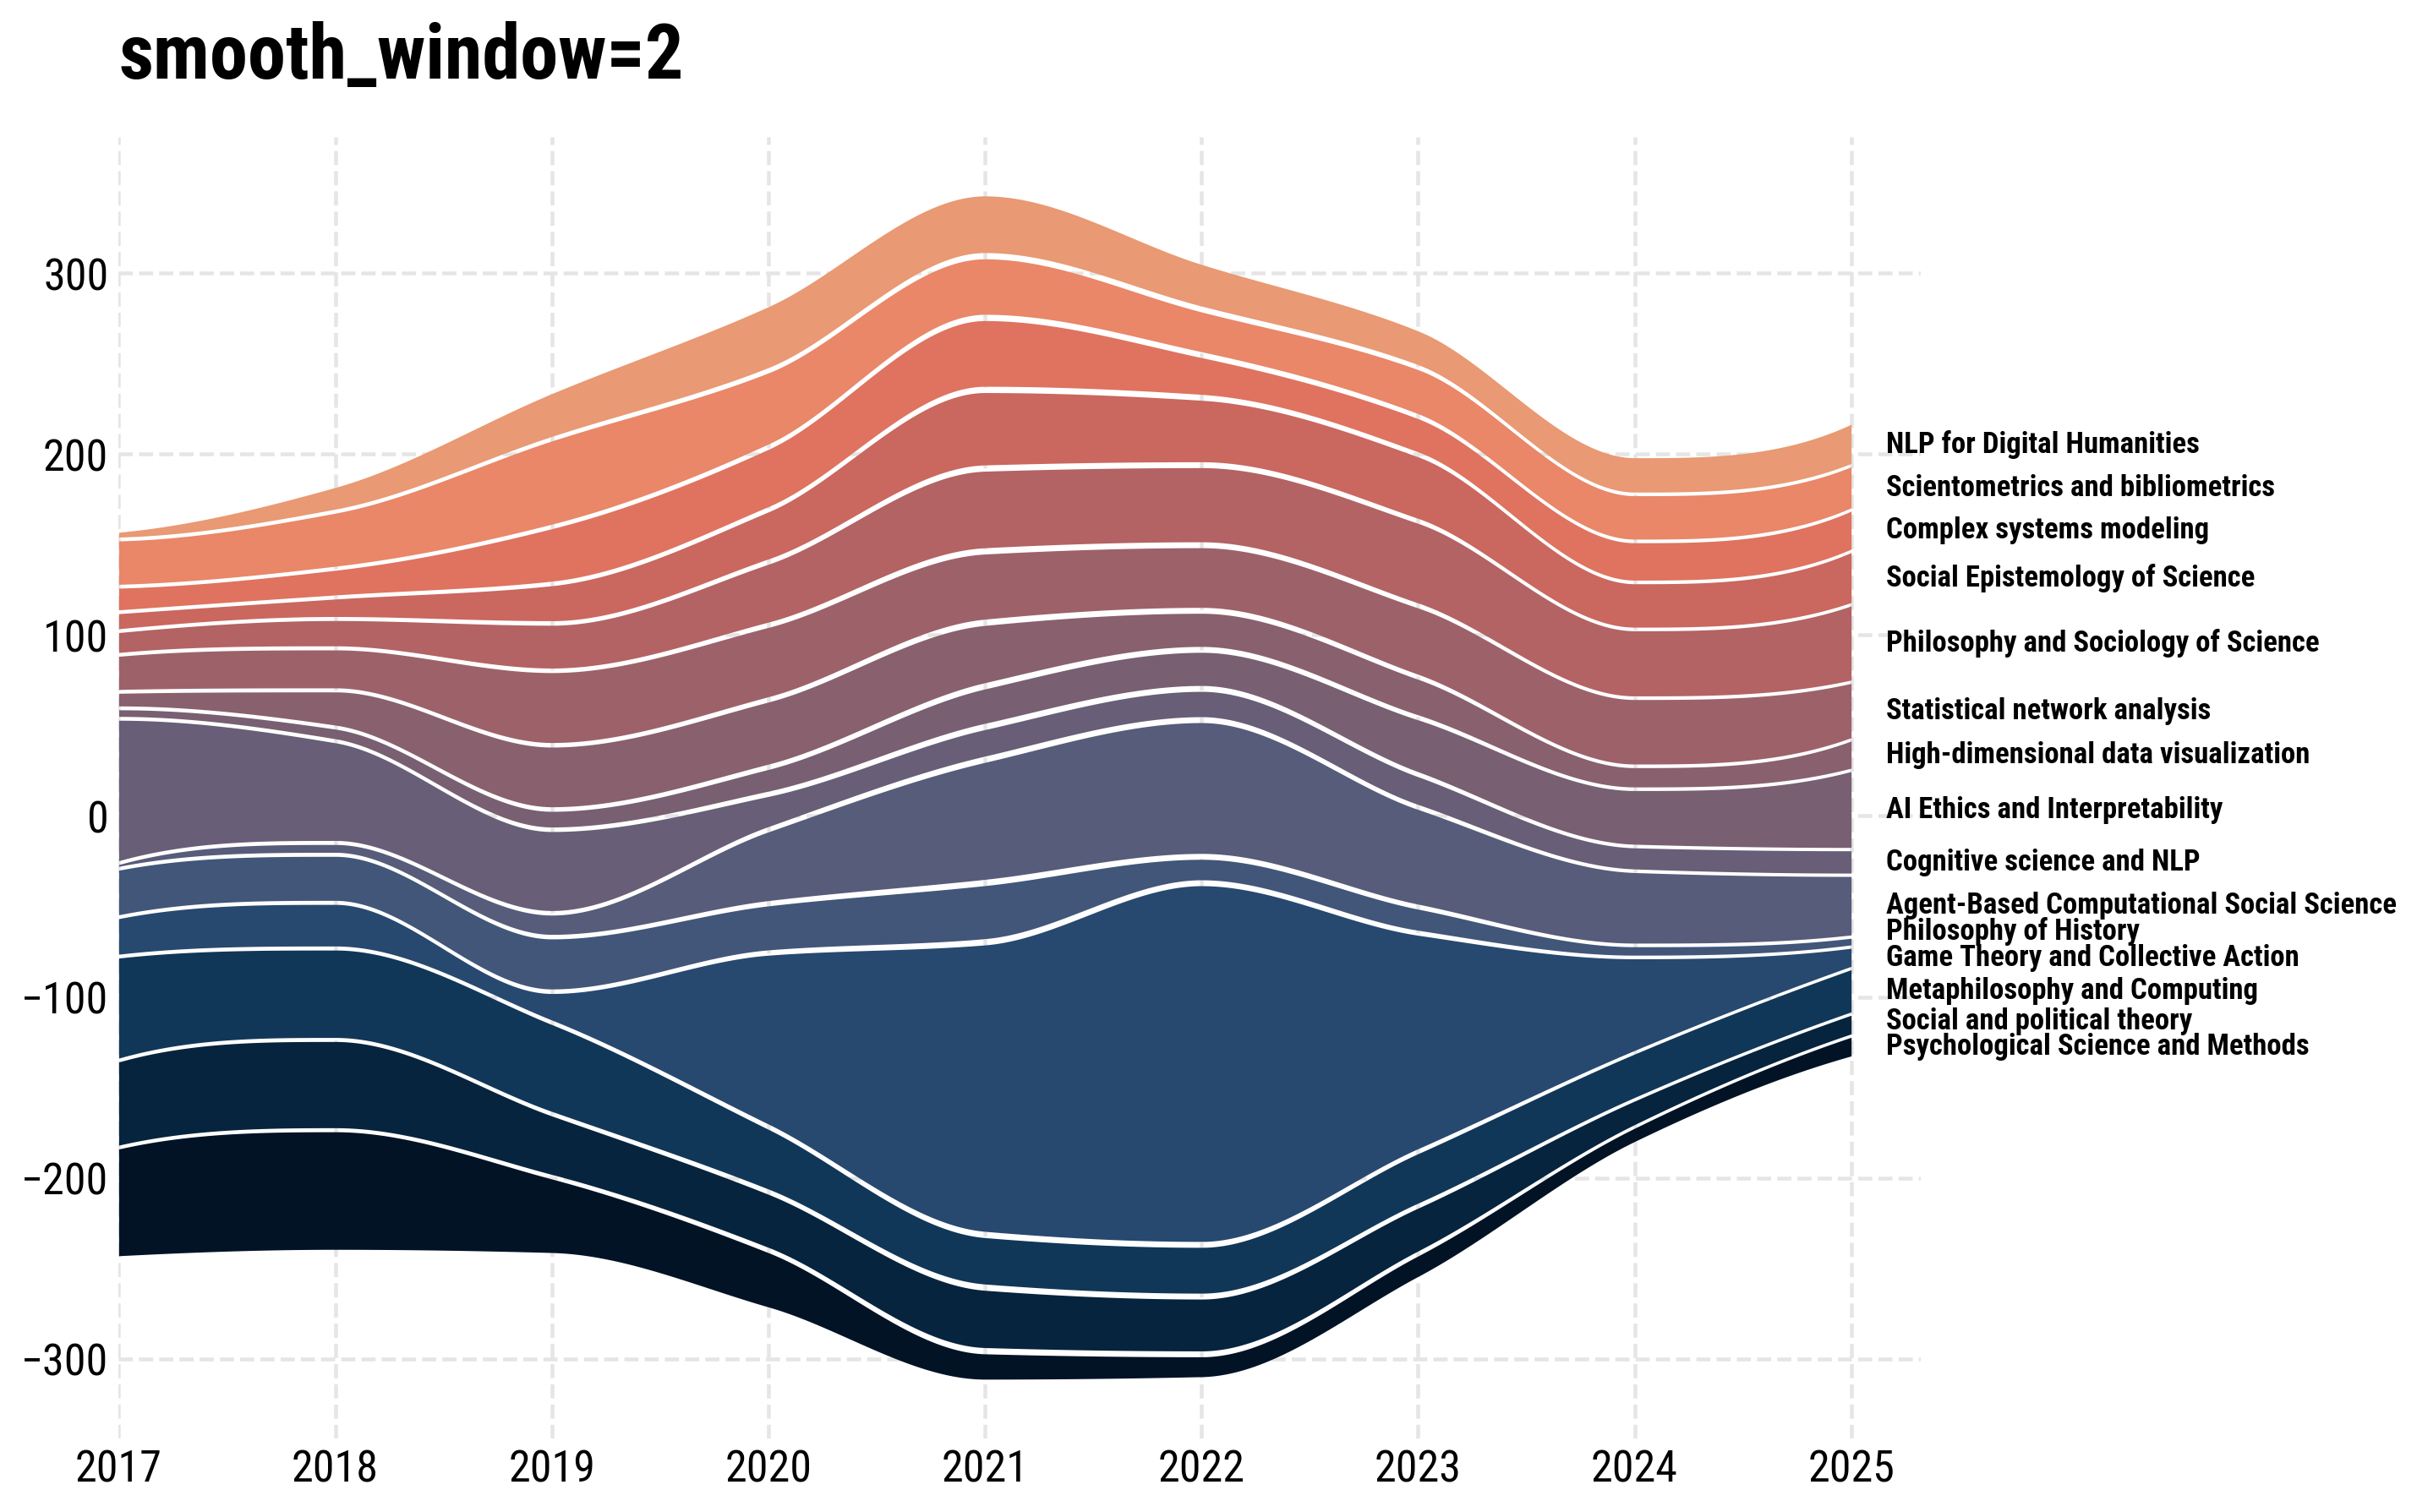 smooth_window=2
300
200
100
0
−100
−200
−300
NLP for Digital Humanities
Scientometrics and bibliometrics
Complex systems modeling
Social Epistemology of Science
Philosophy and Sociology of Science
Statistical network analysis
High-dimensional data visualization
AI Ethics and Interpretability
Cognitive science and NLP
Agent-Based Computational Social Science
Philosophy of History
Game Theory and Collective Action
Metaphilosophy and Computing
Social and political theory
Psychological Science and Methods
2017 2018 2019 2020 2021 2022 2023 2024 2025